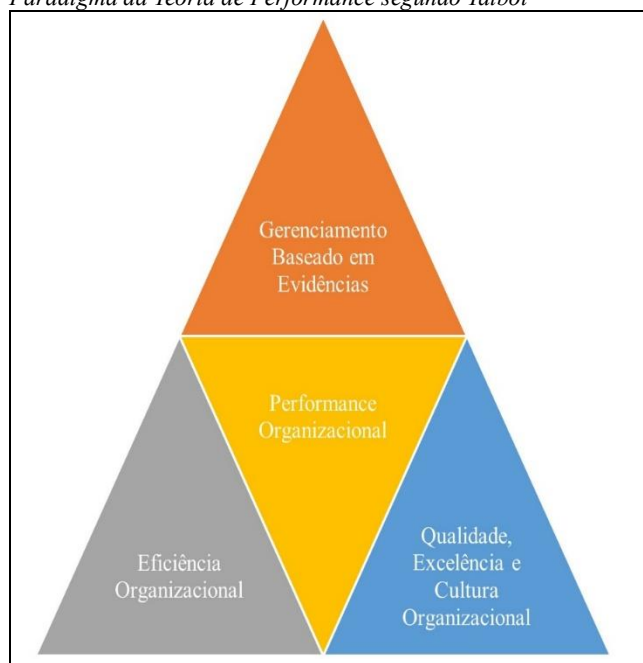 Paradigma da Teoria de Performance segundo Talbot
Gerenciamento
Baseado em
Evidências
Performance
Organizacional
Eficiência
Organizacional
Qualidade,
Excelência e
Cultura
Organizacional